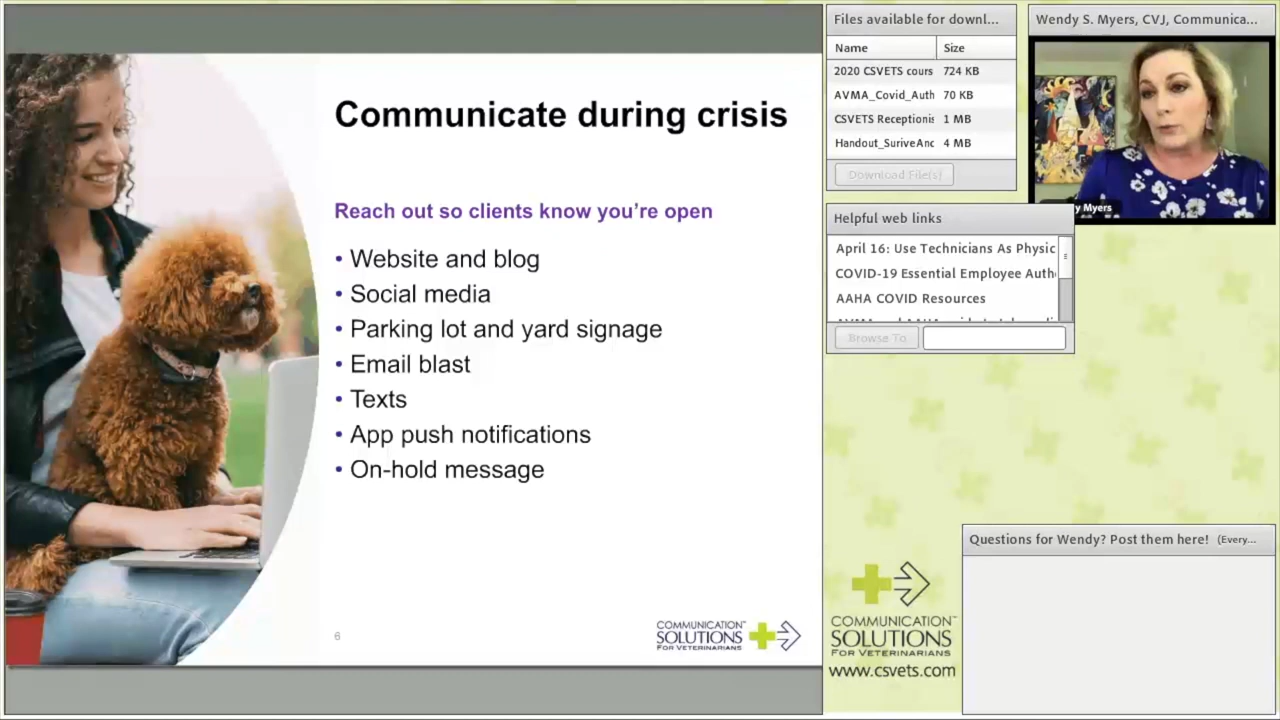 Communicate during crisis
Reach out so clients know you're open
• Website and blog
• Social media
• Parking lot and yard signage
• Email blast
• Texts
• App push notifications
• On-hold message
6
COMMUNICATION™
SOLUTIONS
FOR VETERINARIANS
Files available for downl...
Name Size
2020 CSVETS cours 724 KB
AVMA_Covid_Auth 70 KB
CSVETS Receptionis 1 MB
Handout_SuriveAnc 4 MB
Download File(s)
Wendy S. Myers, CVJ, Communica...
y Myers
Helpful web links
April 16: Use Technicians As Physic
COVID-19 Essential Employee Auth
AAHA COVID Resources
Browse To
Questions for Wendy? Post them here! (Every...
COMMUNICATION™
SOLUTIONS
FOR VETERINARIANS
www.csvets.com